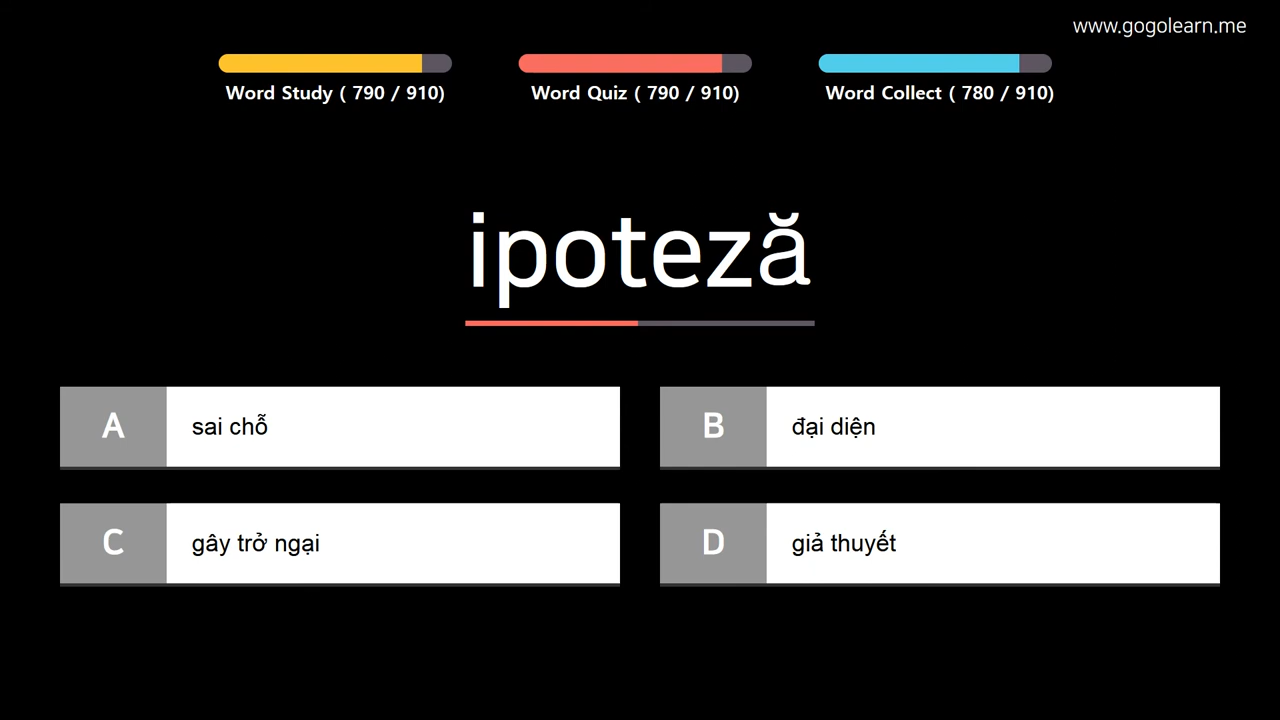 www.gogolearn.me
Word Study ( 790 / 910)
Word Quiz ( 790 / 910)
Word Collect ( 780 / 910)
ipoteză
A
sai chỗ
B
đại diện
C
gây trở ngại
D
giả thuyết